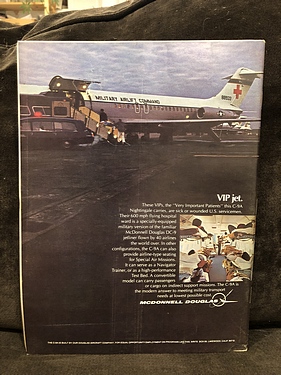 MILITARY AIRLIFT COMMAND
VIP jet.
These VIPs, the "Very Important Patients" this C-9A
Nightingale carries, are sick or wounded U.S. servicemen.
Their 600 mph flying hospital
ward is a specially-equipped
military version of the familiar
McDonnell Douglas DC-9
jetliner flown by 40 airlines
the world over. In other
configurations, the C-9A can also
provide airline-type seating
for Special Air Missions.
It can serve as a Navigator
Trainer, or as a high-performance
Test Bed. A convertible
model can carry passengers
or cargo on indirect support missions. The C-9A is
the modern answer to meeting military transport
needs at lowest possible cost.
MCDONNELL DOUGLAS